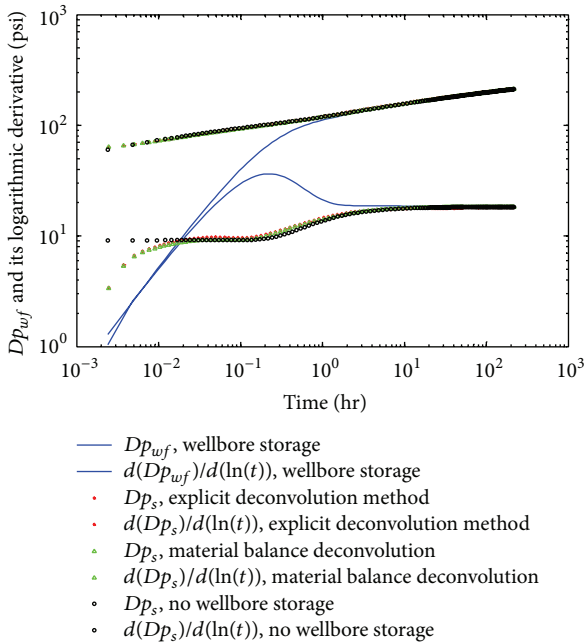 Dp_wf and its logarithmic derivative (psi)
10^3
10^2
10^1
10^0
10^−3 10^−2 10^−1 10^0 10 10^2 10^3
Time (hr)
Dp_wf, wellbore storage
d(Dp_wf)/d(ln(t)), wellbore storage
Dp_s, explicit deconvolution method
d(Dp_s)/d(ln(t)), explicit deconvolution method
Dp_s, material balance deconvolution
d(Dp_s)/d(ln(t)), material balance deconvolution
Dp_s, no wellbore storage
d(Dp_s)/d(ln(t)), no wellbore storage